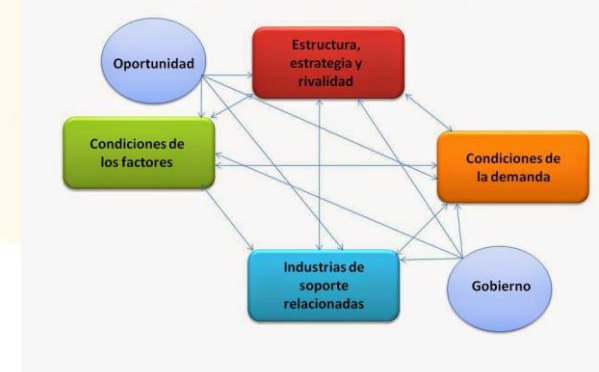 Estructura,
estrategia y
rivalidad
Oportunidad
Condiciones de
los factores
Condiciones de
la demanda
Industrias de
soporte
relacionadas
Gobierno